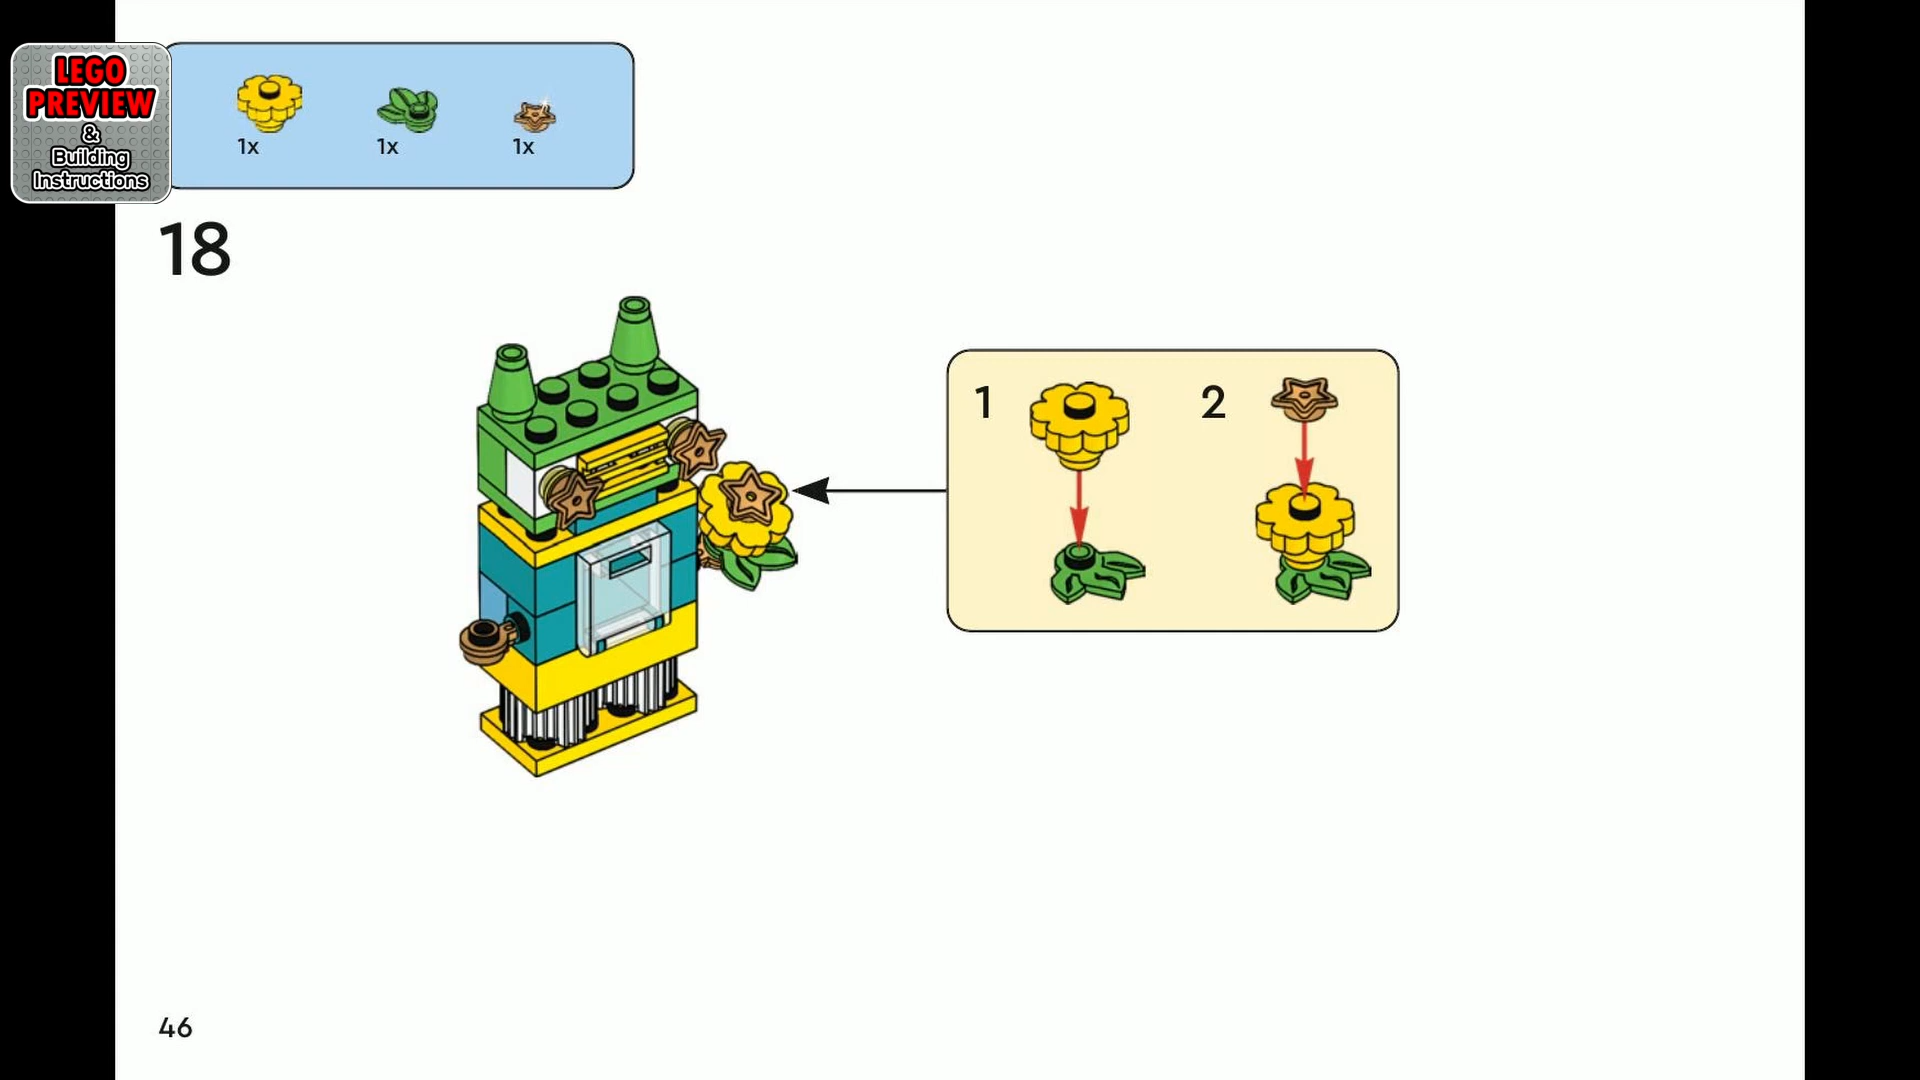 LEGO
PREVIEW
&
Building
Instructions
1x 1x 1x
18
1 2
46